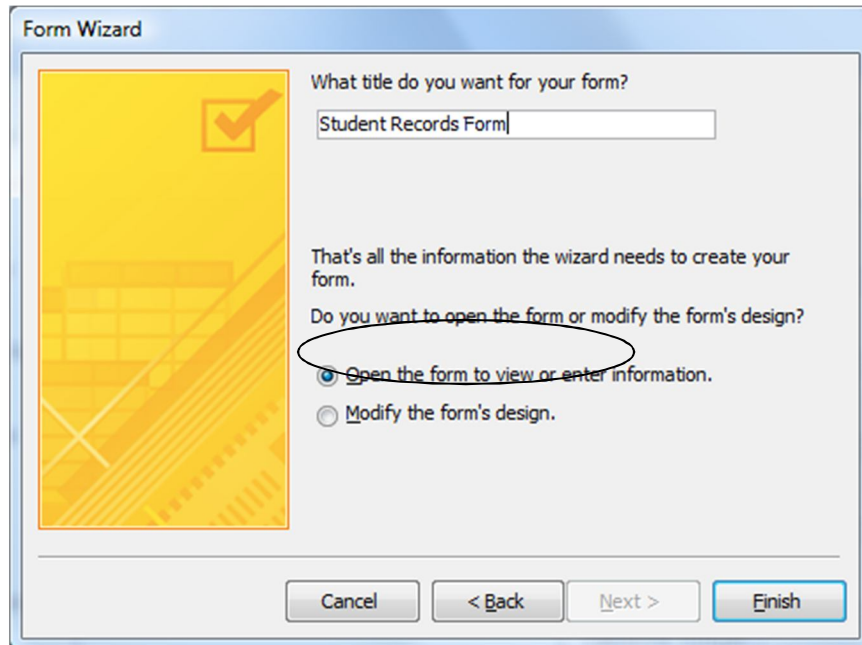 Form Wizard
What title do you want for your form?
Student Records Form
That's all the information the wizard needs to create your
form.
Do you want to open the form or modify the form's design?
Open the form to view or enter information.
Modify the form's design.
Cancel < Back Next > Finish